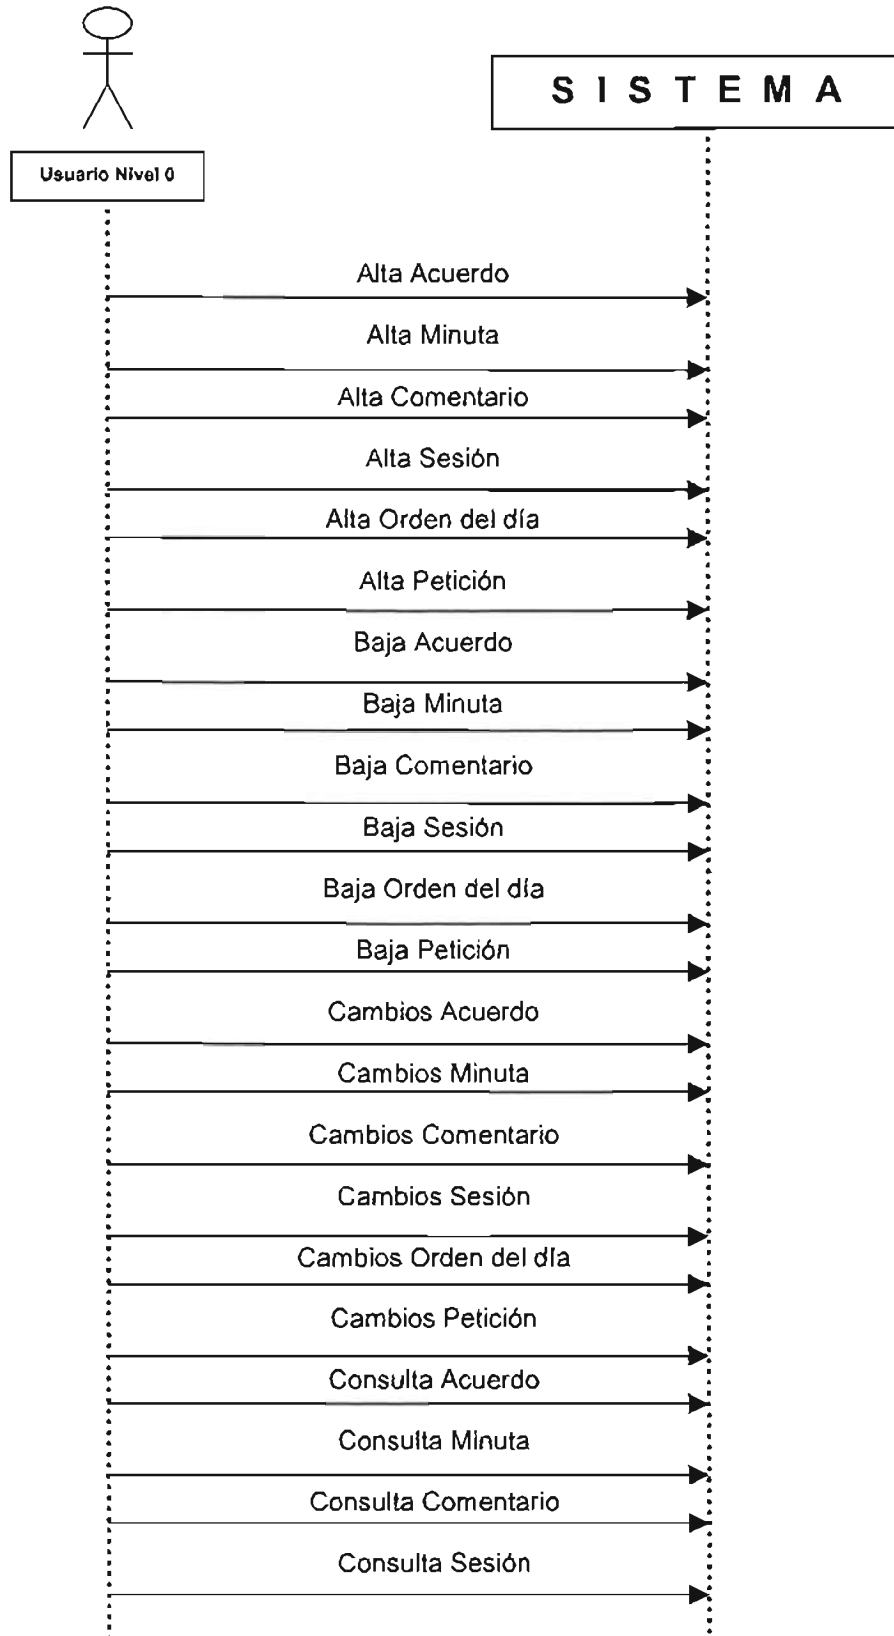 S I S T E M A
Usuario Nivel 0
Alta Acuerdo
Alta Minuta
Alta Comentario
Alta Sesión
Alta Orden del día
Alta Petición
Baja Acuerdo
Baja Minuta
Baja Comentario
Baja Sesión
Baja Orden del día
Baja Petición
Cambios Acuerdo
Cambios Minuta
Cambios Comentario
Cambios Sesión
Cambios Orden del día
Cambios Petición
Consulta Acuerdo
Consulta Minuta
Consulta Comentario
Consulta Sesión